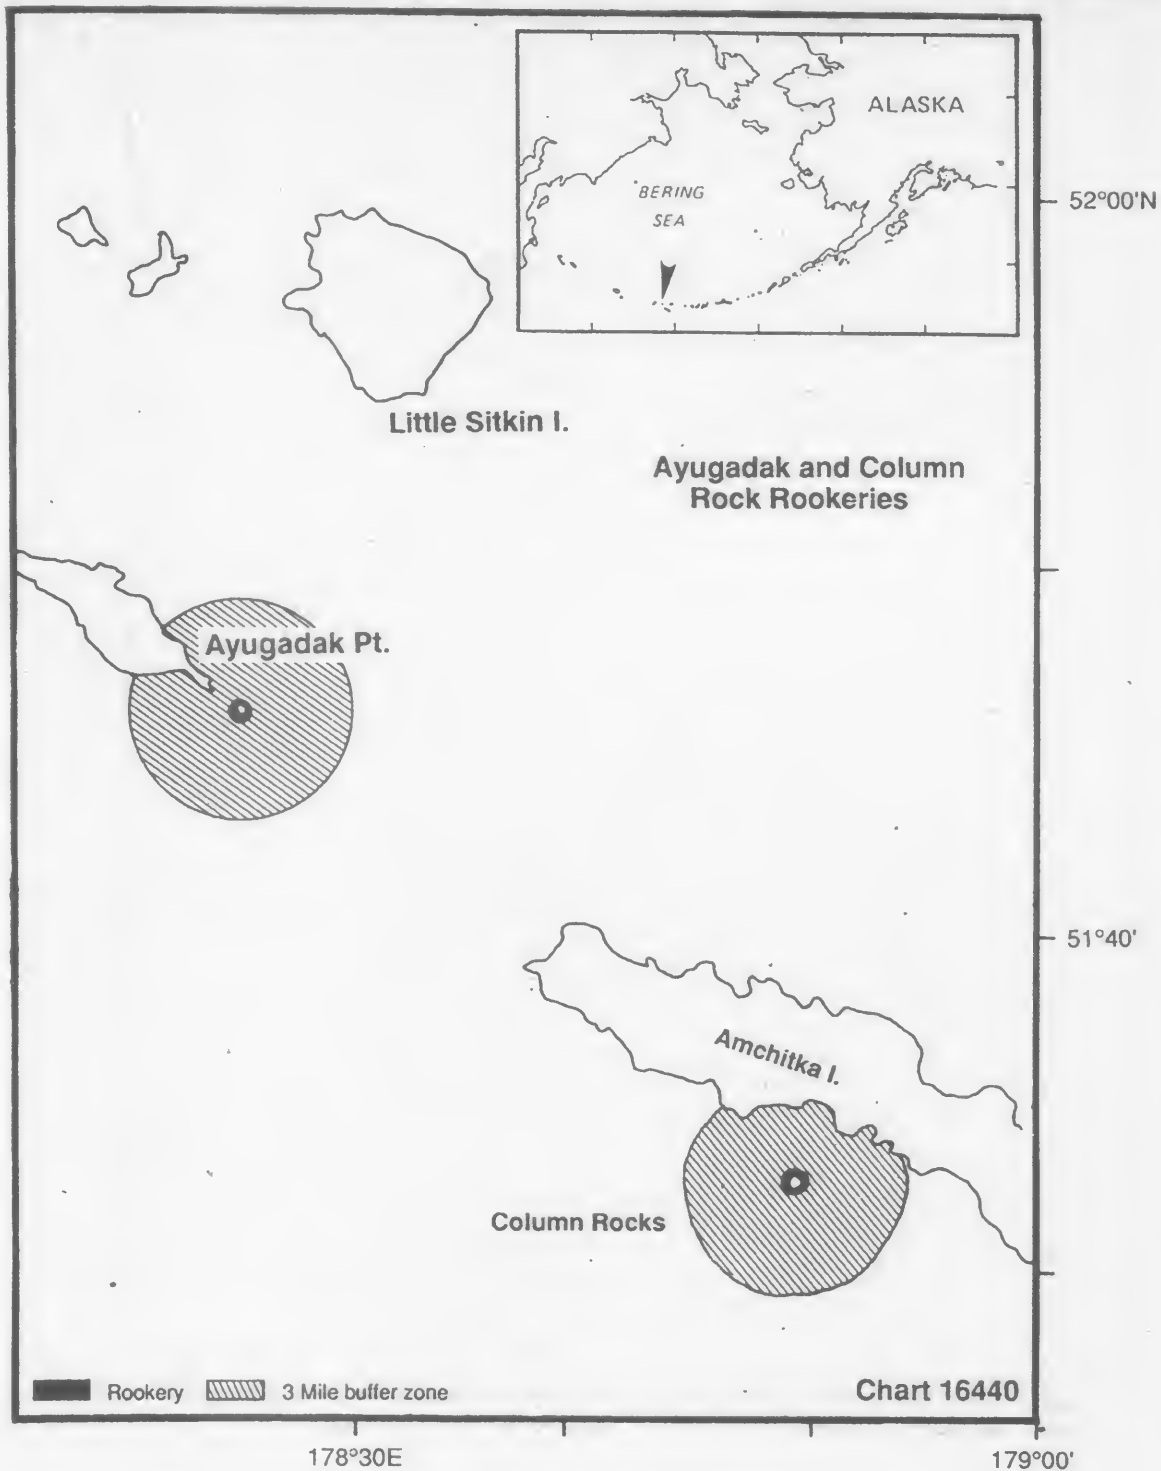 ALASKA
BERING
SEA
52°00'N
Little Sitkin I.
Ayugadak and Column
Rock Rookeries
Ayugadak Pt.
51°40'
Amchitka I.
Column Rocks
Rookery
3 Mile buffer zone
Chart 16440
178°30E
179°00'